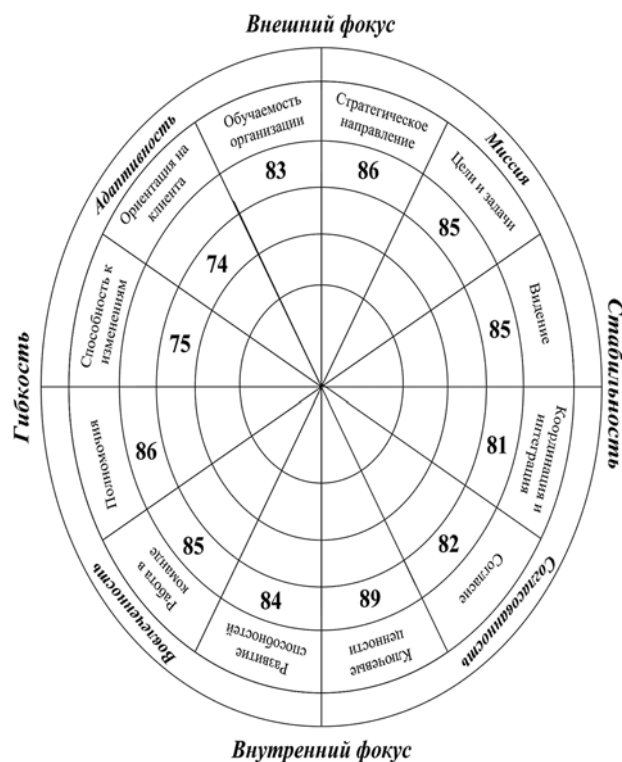 Внешний фокус
Адаптивность
Миссия
Обучаемость
организации
Стратегическое
направление
Ориентация на
клиента
Цели и задачи
83
86
85
74
Способность к
изменениям
Видение
75
85
Гибкость
Стабильность
Полномочия
Координация и
интеграция
86
81
85
82
Работа в
команде
Согласие
84
89
Развитие
способностей
Ключевые
ценности
Вовлеченность
Согласованность
Внутренний фокус